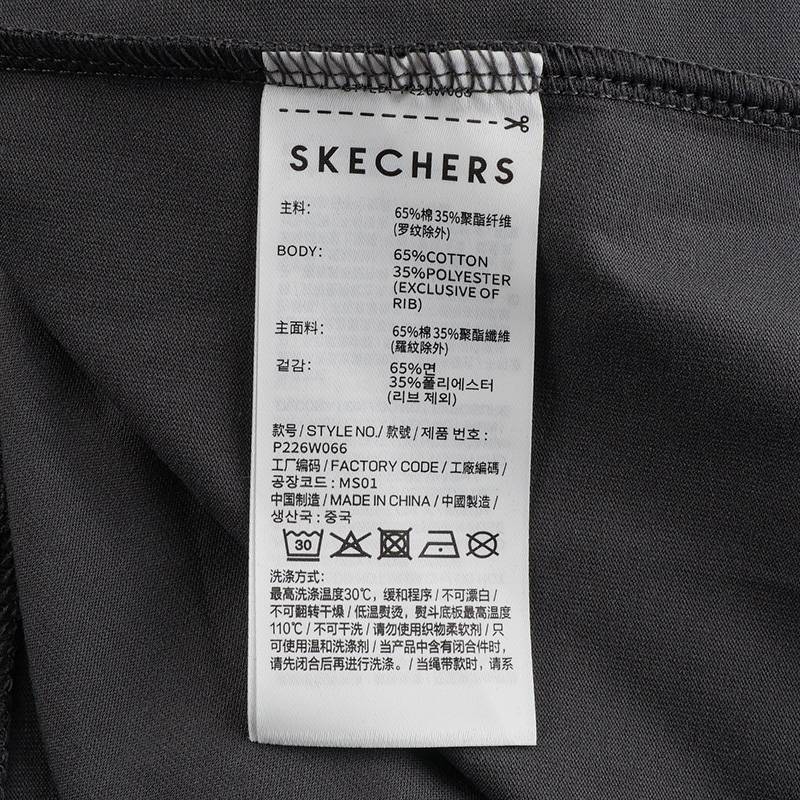 SKECHERS
主料: 65%棉35%聚酯纤维
(罗纹除外)
BODY: 65%COTTON
35%POLYESTER
(EXCLUSIVE OF
RIB)
主面料: 65%棉35%聚酯纖維
(羅紋除外)
겉감: 65%면
35%폴리에스터
(리브 제외)
款号 / STYLE NO./ 款號 / 제품 번호 :
P226W066
工厂编码 / FACTORY CODE / 工廠編碼 /
공장코드 : MS01
中国制造 / MADE IN CHINA / 中國製造 /
생산국 : 중국
30
洗涤方式:
最高洗涤温度30℃，缓和程序 / 不可漂白 /
不可翻转干燥 / 低温熨烫，熨斗底板最高温度
110℃ / 不可干洗 / 请勿使用织物柔软剂 / 只
可使用温和洗涤剂 / 当产品中含有闭合件时，
请先闭合后再进行洗涤。 / 当绳带款时，请系